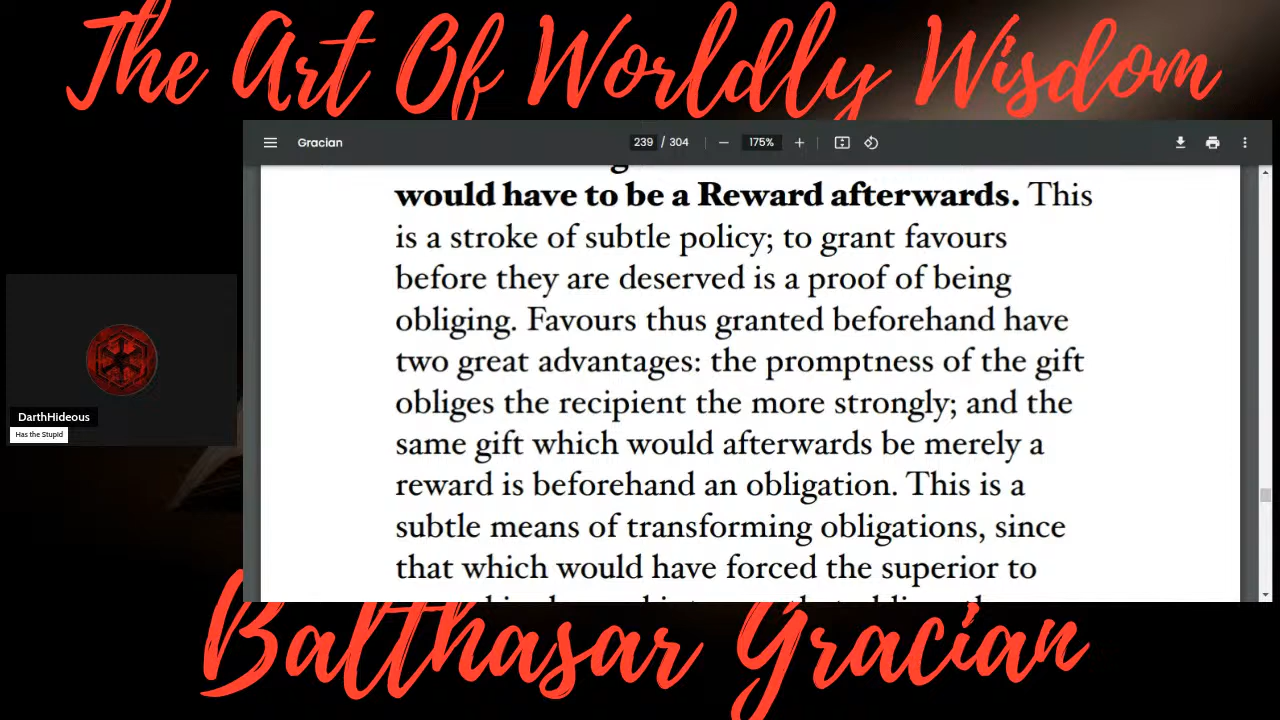 The Art Of Worldly Wisdom
Gracian
239 / 304
175%
would have to be a Reward afterwards. This
is a stroke of subtle policy; to grant favours
before they are deserved is a proof of being
obliging. Favours thus granted beforehand have
two great advantages: the promptness of the gift
obliges the recipient the more strongly; and the
same gift which would afterwards be merely a
reward is beforehand an obligation. This is a
subtle means of transforming obligations, since
that which would have forced the superior to
DarthHideous
Has the Stupid
Balthasar Gracian